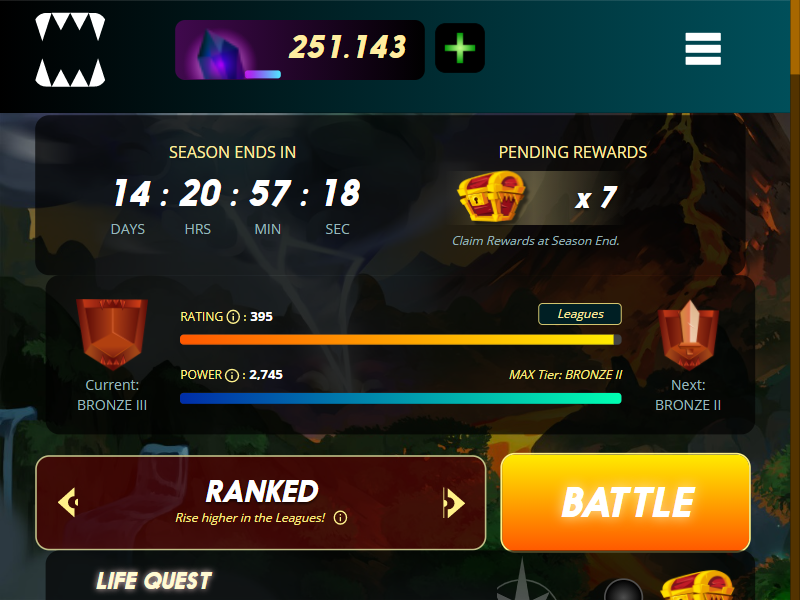 251.143
SEASON ENDS IN
14 : 20 : 57 : 18
DAYS HRS MIN SEC
PENDING REWARDS
x 7
Claim Rewards at Season End.
RATING i : 395
Leagues
POWER i : 2,745
MAX Tier: BRONZE II
Current:
BRONZE III
Next:
BRONZE II
RANKED
Rise higher in the Leagues! i
BATTLE
LIFE QUEST